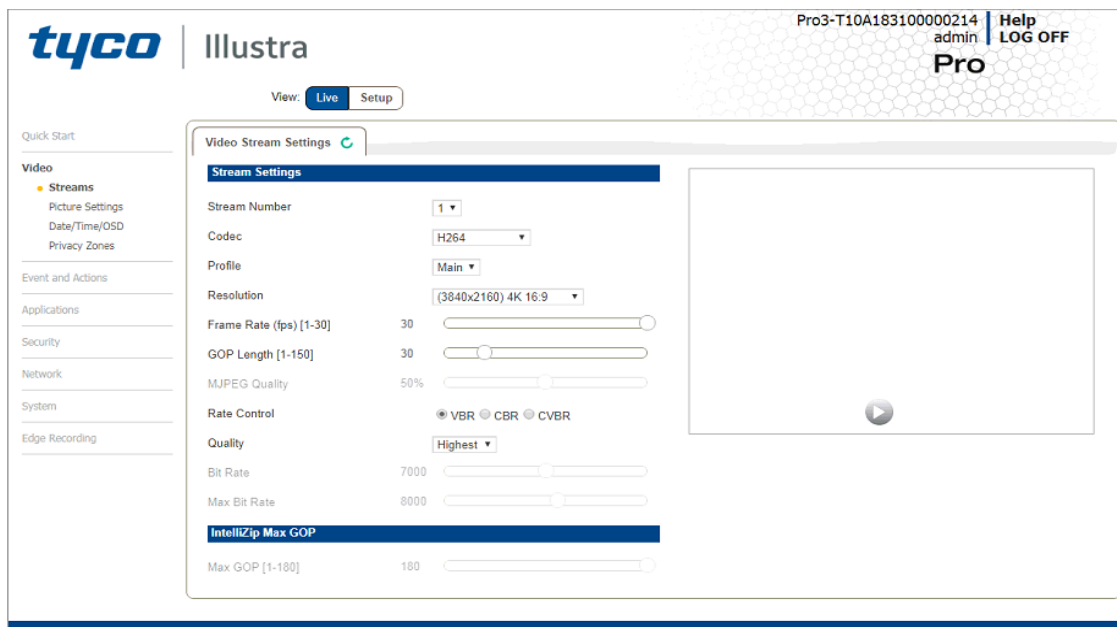 tyco Illustra
Pro3-T10A183100000214 Help
admin LOG OFF
Pro
View: Live Setup
Quick Start
Video
Streams
Picture Settings
Date/Time/OSD
Privacy Zones
Event and Actions
Applications
Security
Network
System
Edge Recording
Video Stream Settings
Stream Settings
Stream Number 1
Codec H264
Profile Main
Resolution (3840x2160) 4K 16:9
Frame Rate (fps) [1-30] 30
GOP Length [1-150] 30
MJPEG Quality 50%
Rate Control VBR CBR CVBR
Quality Highest
Bit Rate 7000
Max Bit Rate 8000
IntelliZip Max GOP
Max GOP [1-180] 180